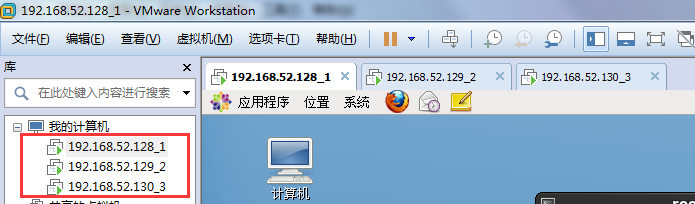 192.168.52.128_1 - VMware Workstation
文件(F) 编辑(E) 查看(V) 虚拟机(M) 选项卡(T) 帮助(H)
库
在此处键入内容进行搜索
我的计算机
192.168.52.128_1
192.168.52.129_2
192.168.52.130_3
192.168.52.128_1 192.168.52.129_2 192.168.52.130_3
应用程序 位置 系统
计算机